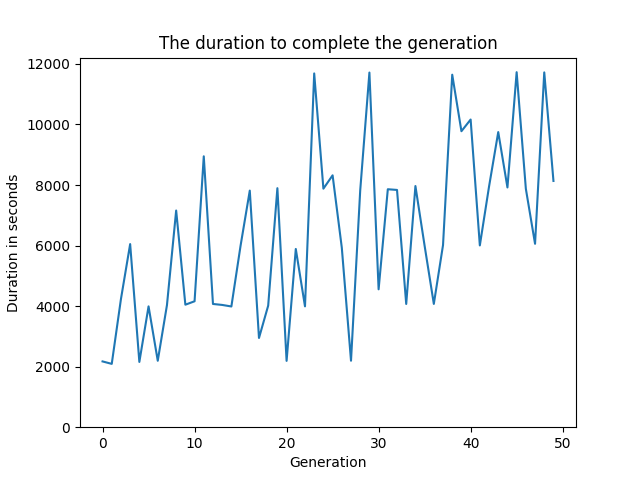 The duration to complete the generation
12000
10000
8000
6000
4000
2000
0
Duration in seconds
0 10 20 30 40 50
Generation